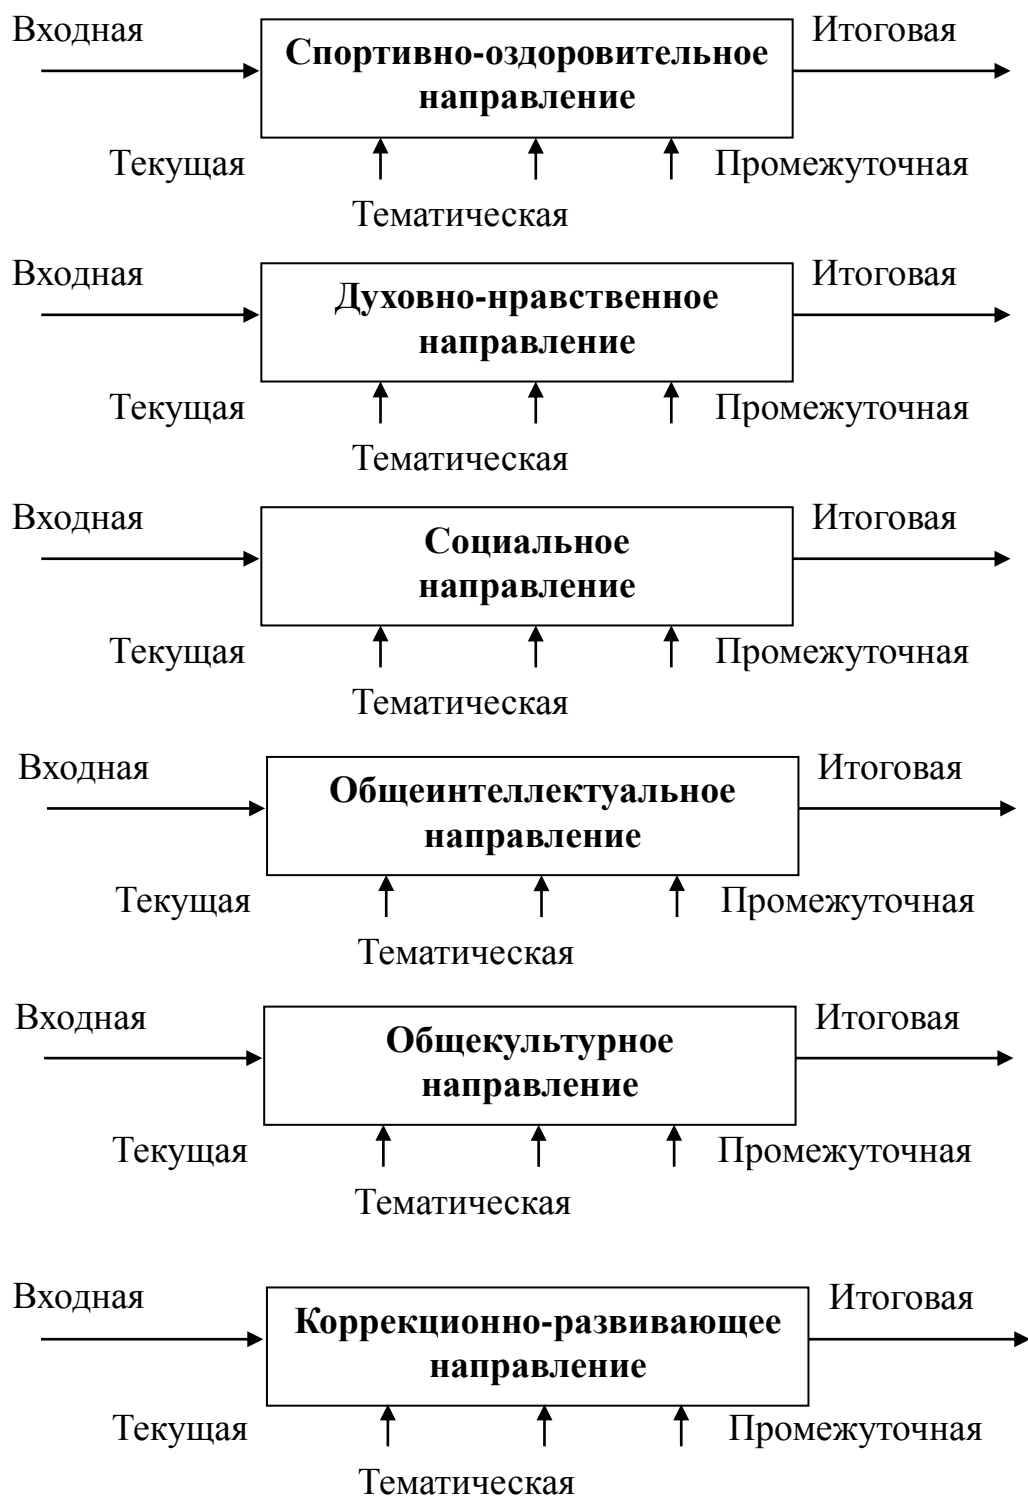 Входная
Итоговая
Спортивно-оздоровительное
направление
Текущая
Промежуточная
Тематическая
Входная
Итоговая
Духовно-нравственное
направление
Текущая
Промежуточная
Тематическая
Входная
Итоговая
Социальное
направление
Текущая
Промежуточная
Тематическая
Входная
Итоговая
Общеинтеллектуальное
направление
Текущая
Промежуточная
Тематическая
Входная
Итоговая
Общекультурное
направление
Текущая
Промежуточная
Тематическая
Входная
Итоговая
Коррекционно-развивающее
направление
Текущая
Промежуточная
Тематическая